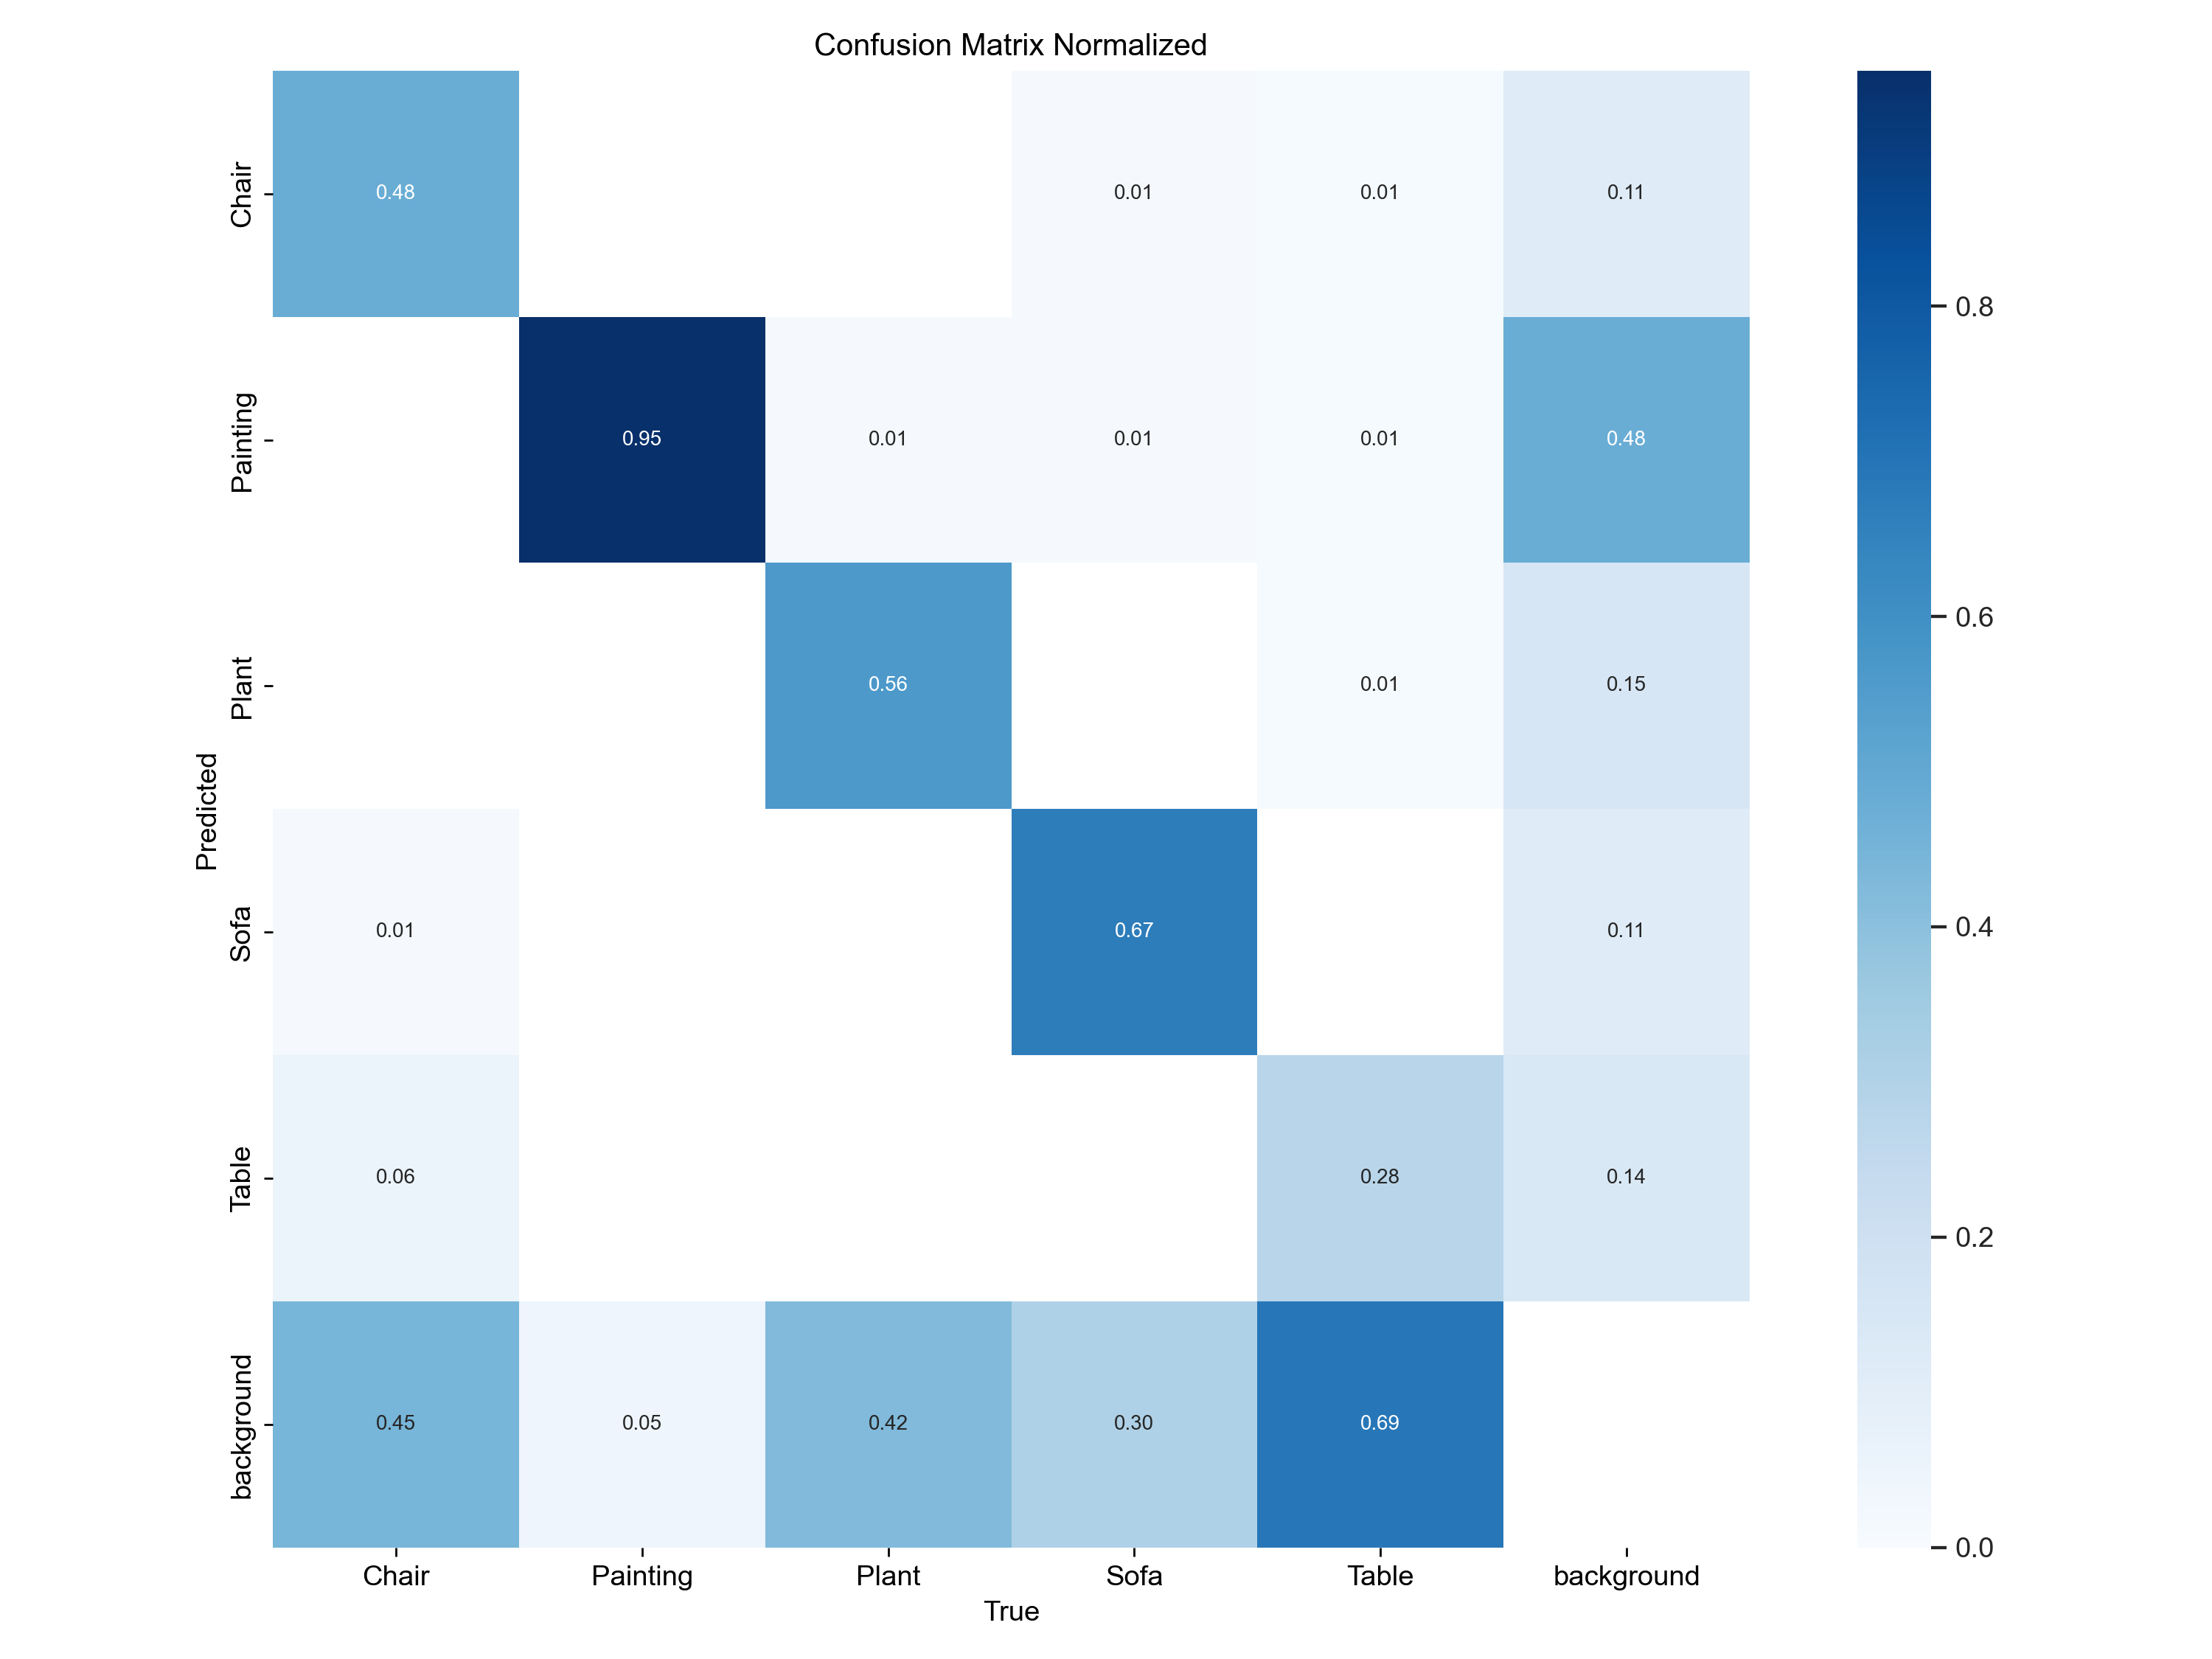 Confusion Matrix Normalized
Chair
0.48
0.01
0.01
0.11
Painting
0.95
0.01
0.01
0.01
0.48
Plant
0.56
0.01
0.15
Sofa
0.01
0.67
0.11
Table
0.06
0.28
0.14
background
0.45
0.05
0.42
0.30
0.69
Predicted
Chair
Painting
Plant
Sofa
Table
background
True
0.8
0.6
0.4
0.2
0.0